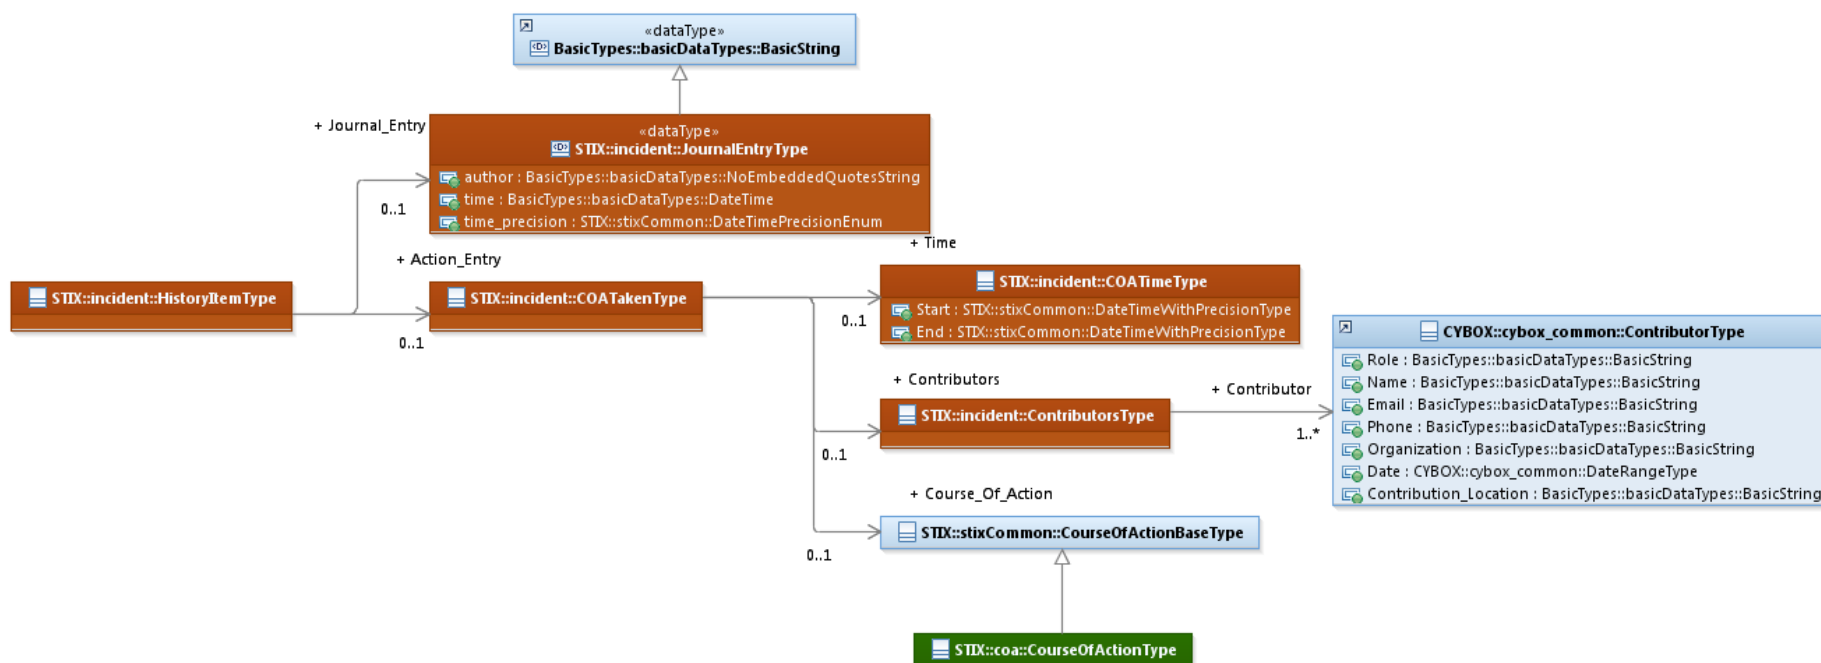 «dataType»
BasicTypes::basicDataTypes::BasicString
+ Journal_Entry
«dataType»
STIX::incident::JournalEntryType
author : BasicTypes::basicDataTypes::NoEmbeddedQuotesString
time : BasicTypes::basicDataTypes::DateTime
time_precision : STIX::stixCommon::DateTimePrecisionEnum
0..1
+ Time
+ Action_Entry
STIX::incident::HistoryItemType
STIX::incident::COATakenType
0..1
STIX::incident::COATimeType
Start : STIX::stixCommon::DateTimeWithPrecisionType
End : STIX::stixCommon::DateTimeWithPrecisionType
0..1
+ Contributors
STIX::incident::ContributorsType
0..1
+ Contributor
1..*
CYBOX::cybox_common::ContributorType
Role : BasicTypes::basicDataTypes::BasicString
Name : BasicTypes::basicDataTypes::BasicString
Email : BasicTypes::basicDataTypes::BasicString
Phone : BasicTypes::basicDataTypes::BasicString
Organization : BasicTypes::basicDataTypes::BasicString
Date : CYBOX::cybox_common::DateRangeType
Contribution_Location : BasicTypes::basicDataTypes::BasicString
+ Course_Of_Action
STIX::stixCommon::CourseOfActionBaseType
0..1
STIX::coa::CourseOfActionType